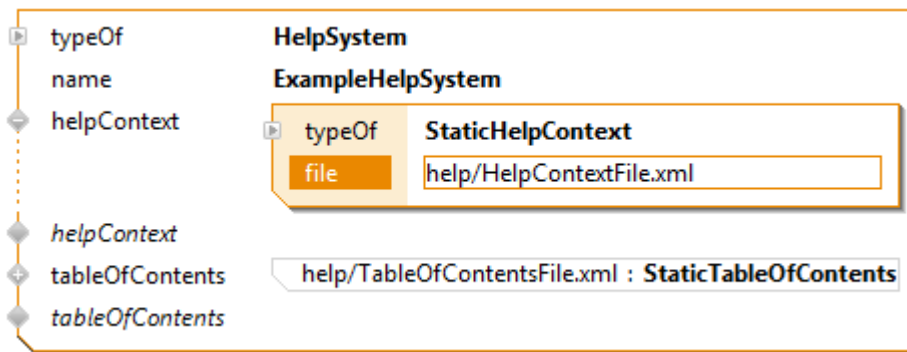 typeOf HelpSystem
name ExampleHelpSystem
helpContext
typeOf StaticHelpContext
file help/HelpContextFile.xml
helpContext
tableOfContents help/TableOfContentsFile.xml : StaticTableOfContents
tableOfContents